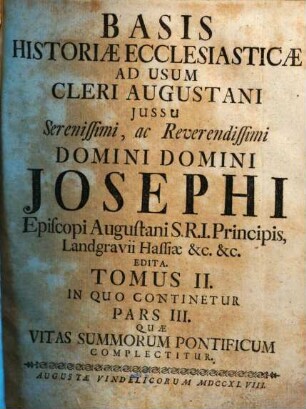 BASIS
HISTORIÆ ECCLESIASTICÆ
AD USUM
CLERI AUGUSTANI
JUSSU
Sereniſſimi, ac Reverendiſſimi
DOMINI DOMINI
JOSEPHI
Epiſcopi Auguſtani S.R.I. Principis,
Landgravii Haſſiæ &c. &c.
EDITA.
TOMUS II.
IN QUO CONTINETUR
PARS III.
QUÆ
VITAS SUMMORUM PONTIFICUM
COMPLECTITUR.
AUGUSTÆ VINDELICORUM MDCCXLVIII.